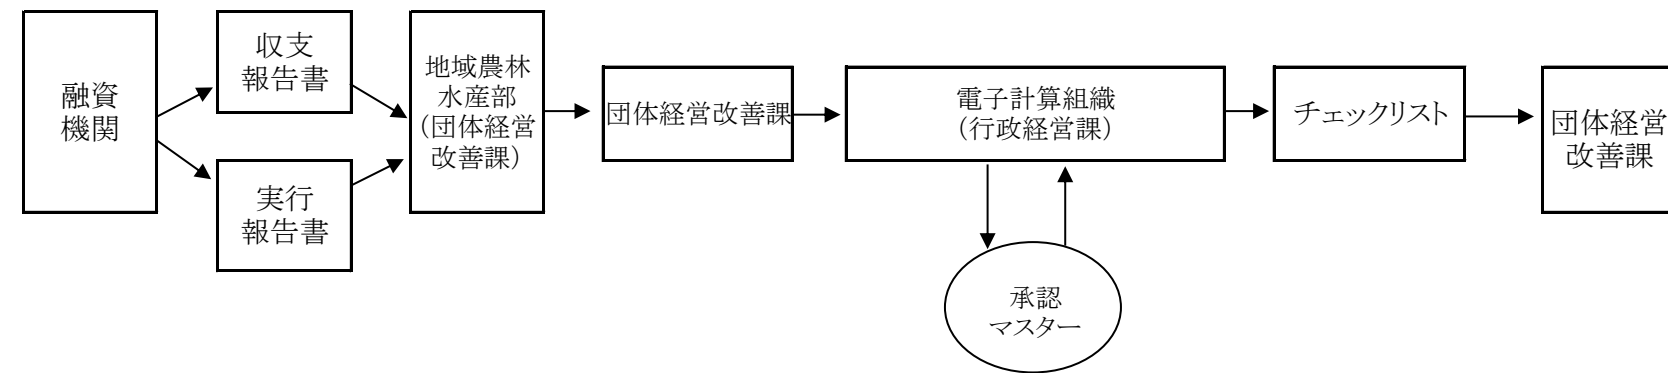 融資
機関
収支
報告書
実行
報告書
地域農林
水産部
（団体経営
改善課）
団体経営改善課
電子計算組織
（行政経営課）
承認
マスター
チェックリスト
団体経営
改善課